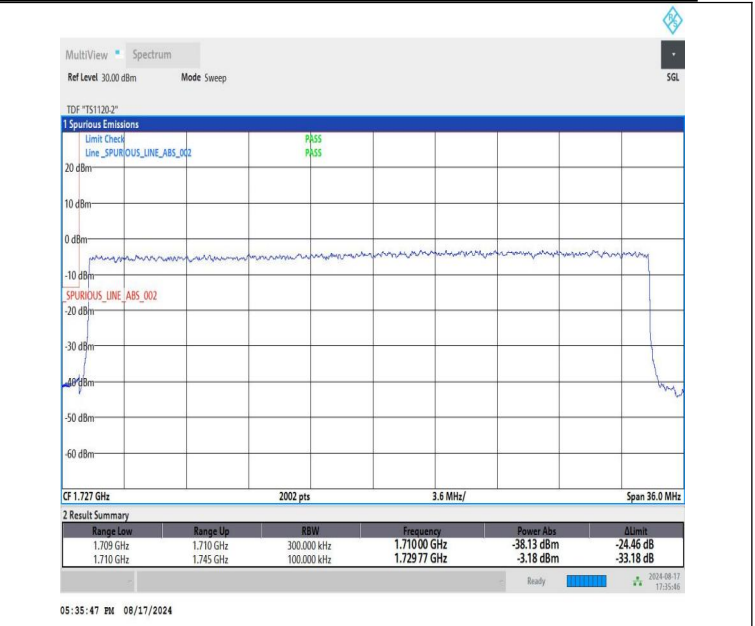 R S
MultiView Spectrum
Ref Level 30.00 dBm Mode Sweep SGL
TDF "TS1120-2"
1 Spurious Emissions
Limit Check PASS
Line _SPURIOUS_LINE_ABS_002 PASS
20 dBm
10 dBm
0 dBm
-10 dBm
SPURIOUS_LINE_ABS_002
-20 dBm
-30 dBm
-40 dBm
-50 dBm
-60 dBm
CF 1.727 GHz 2002 pts 3.6 MHz/ Span 36.0 MHz
2 Result Summary
Range Low Range Up RBW Frequency Power Abs ΔLimit
1.709 GHz 1.710 GHz 300.000 kHz 1.71000 GHz -38.13 dBm -24.46 dB
1.710 GHz 1.745 GHz 100.000 kHz 1.72977 GHz -3.18 dBm -33.18 dB
Ready 2024-08-17
17:35:46
05:35:47 PM 08/17/2024